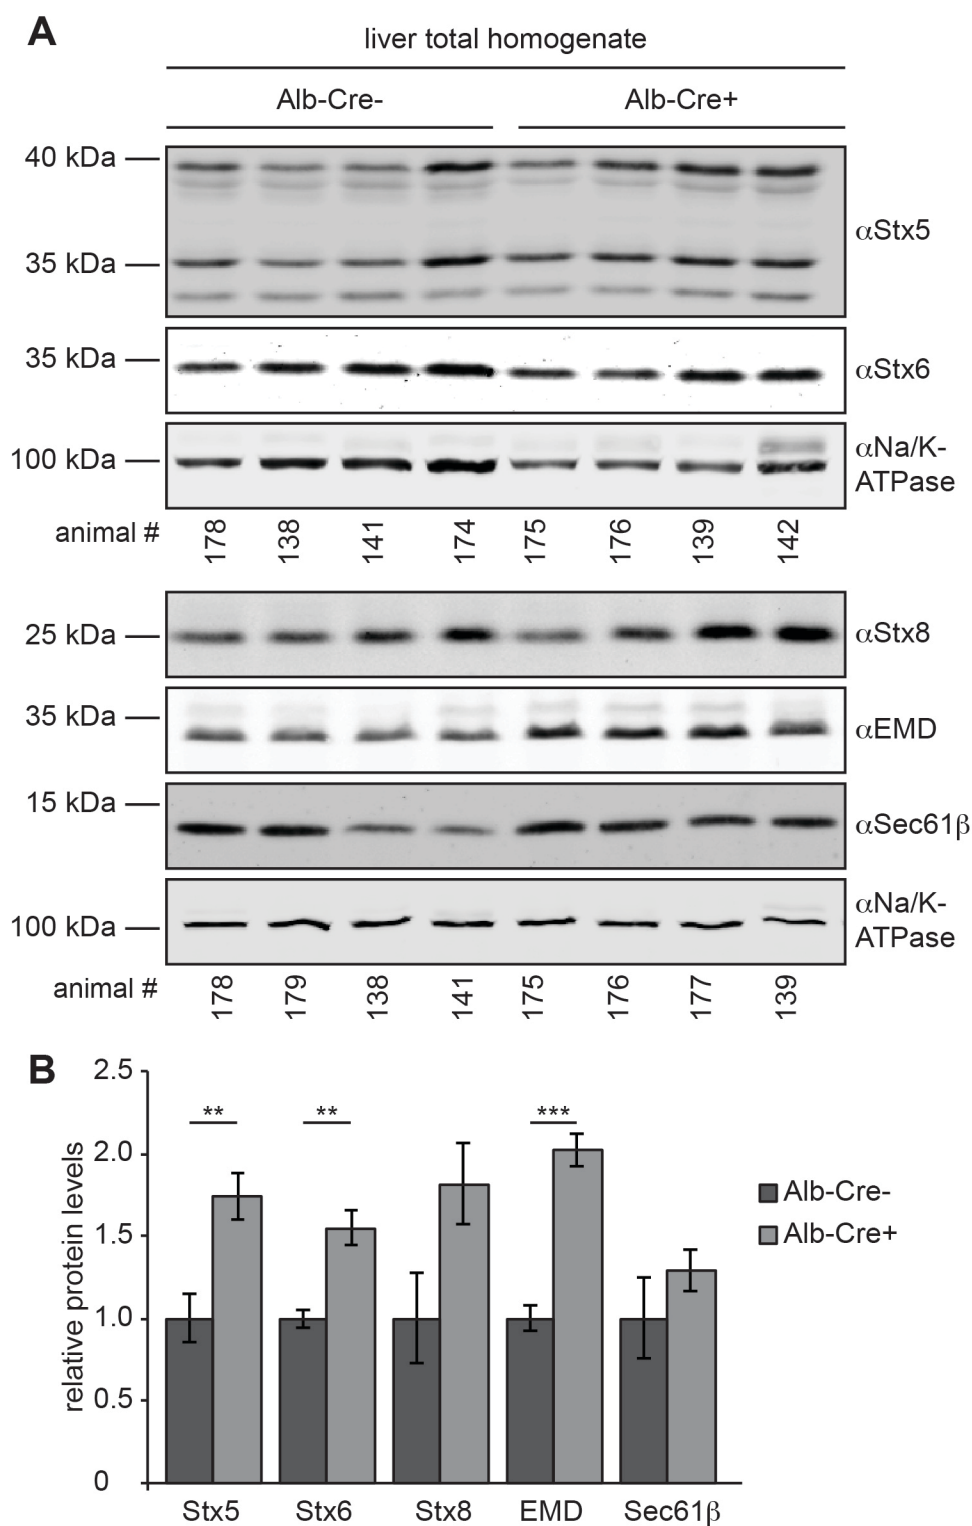 A
liver total homogenate
Alb-Cre- Alb-Cre+
40 kDa
αStx5
35 kDa
35 kDa αStx6
100 kDa αNa/K-
ATPase
animal # 178 138 141 174 175 176 139 142
25 kDa αStx8
35 kDa αEMD
15 kDa αSec61β
100 kDa αNa/K-
ATPase
animal # 178 179 138 141 175 176 177 139
B
relative protein levels
2.5
2.0
1.5
1.0
0.5
0
** ** ***
Alb-Cre-
Alb-Cre+
Stx5 Stx6 Stx8 EMD Sec61β